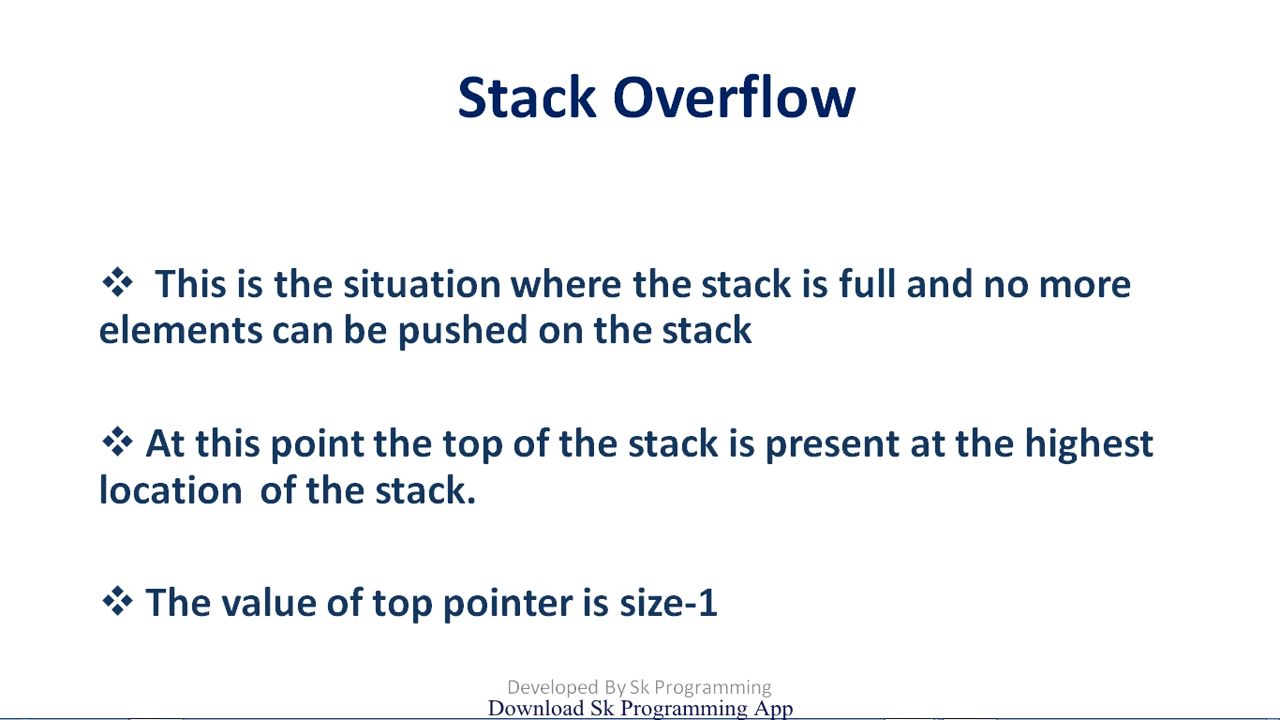 Stack Overflow
❖ This is the situation where the stack is full and no more
elements can be pushed on the stack
❖ At this point the top of the stack is present at the highest
location of the stack.
❖ The value of top pointer is size-1
Developed By Sk Programming
Download Sk Programming App